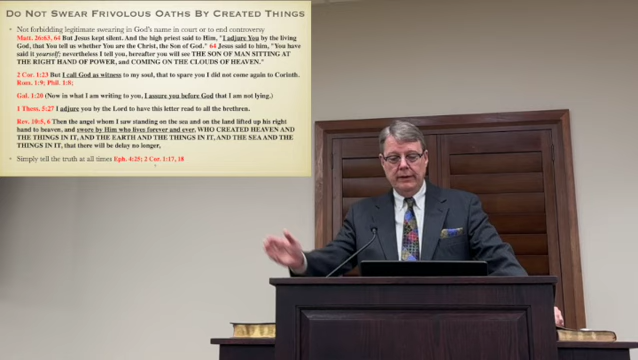 DO NOT SWEAR FRIVOLOUS OATHS BY CREATED THINGS
• Not forbidding legitimate swearing in God's name in court or to end controversy
Matt. 26:63, 64 But Jesus kept silent. And the high priest said to Him, "I adjure You by the living
God, that You tell us whether You are the Christ, the Son of God." 64 Jesus said to him, "You have
said it yourself; nevertheless I tell you, hereafter you will see THE SON OF MAN SITTING AT
THE RIGHT HAND OF POWER, and COMING ON THE CLOUDS OF HEAVEN."
2 Cor. 1:23 But I call God as witness to my soul, that to spare you I did not come again to Corinth.
Rom. 1:9; Phil. 1:8;
Gal. 1:20 (Now in what I am writing to you, I assure you before God that I am not lying.)
1 Thess. 5:27 I adjure you by the Lord to have this letter read to all the brethren.
Rev. 10:5, 6 Then the angel whom I saw standing on the sea and on the land lifted up his right
hand to heaven, and swore by Him who lives forever and ever, WHO CREATED HEAVEN AND
THE THINGS IN IT, AND THE EARTH AND THE THINGS IN IT, AND THE SEA AND THE
THINGS IN IT, that there will be delay no longer,
• Simply tell the truth at all times Eph. 4:25; 2 Cor. 1:17, 18